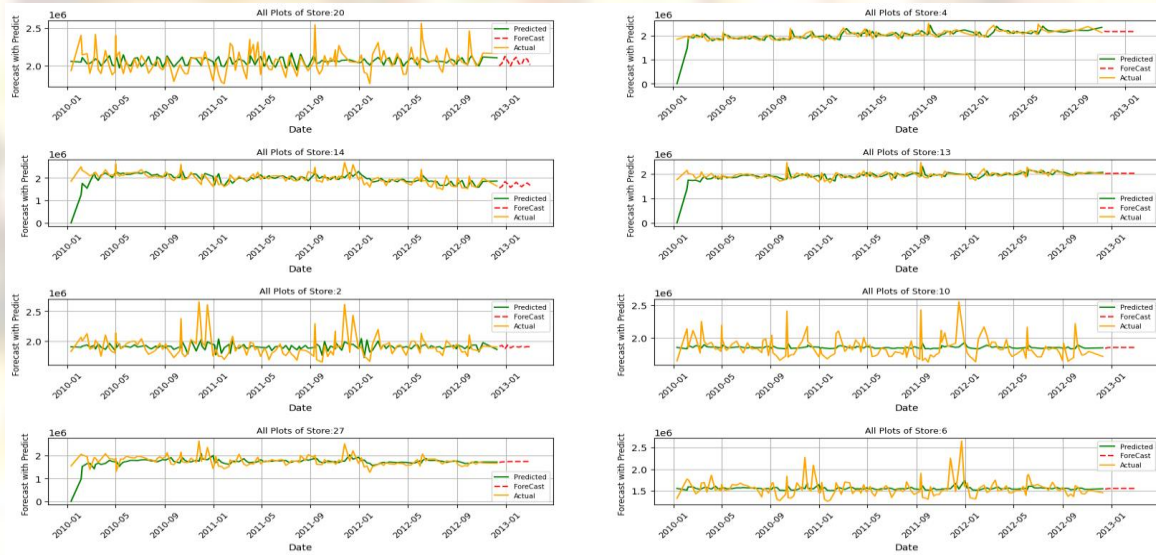 All Plots of Store:20
1e6
Forecast with Predict
2.5
2.0
Predicted
ForeCast
Actual
2010-01
2010-05
2010-09
2011-01
2011-05
2011-09
2012-01
2012-05
2012-09
2013-01
Date
All Plots of Store:4
1e6
Forecast with Predict
2
1
0
Predicted
ForeCast
Actual
2010-01
2010-05
2010-09
2011-01
2011-05
2011-09
2012-01
2012-05
2012-09
2013-01
Date
All Plots of Store:14
1e6
Forecast with Predict
2
1
0
Predicted
ForeCast
Actual
2010-01
2010-05
2010-09
2011-01
2011-05
2011-09
2012-01
2012-05
2012-09
2013-01
Date
All Plots of Store:13
1e6
Forecast with Predict
2
1
0
Predicted
ForeCast
Actual
2010-01
2010-05
2010-09
2011-01
2011-05
2011-09
2012-01
2012-05
2012-09
2013-01
Date
All Plots of Store:2
1e6
Forecast with Predict
2.5
2.0
Predicted
ForeCast
Actual
2010-01
2010-05
2010-09
2011-01
2011-05
2011-09
2012-01
2012-05
2012-09
2013-01
Date
All Plots of Store:10
1e6
Forecast with Predict
2.5
2.0
Predicted
ForeCast
Actual
2010-01
2010-05
2010-09
2011-01
2011-05
2011-09
2012-01
2012-05
2012-09
2013-01
Date
All Plots of Store:27
1e6
Forecast with Predict
2
1
0
Predicted
ForeCast
Actual
2010-01
2010-05
2010-09
2011-01
2011-05
2011-09
2012-01
2012-05
2012-09
2013-01
Date
All Plots of Store:6
1e6
Forecast with Predict
2.5
2.0
1.5
Predicted
ForeCast
Actual
2010-01
2010-05
2010-09
2011-01
2011-05
2011-09
2012-01
2012-05
2012-09
2013-01
Date